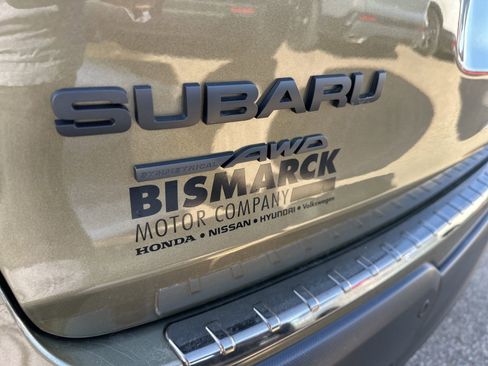 SUBARU
SYMMETRICAL AWD
BISMARCK
MOTOR COMPANY
HONDA • NISSAN • HYUNDAI • Volkswagen